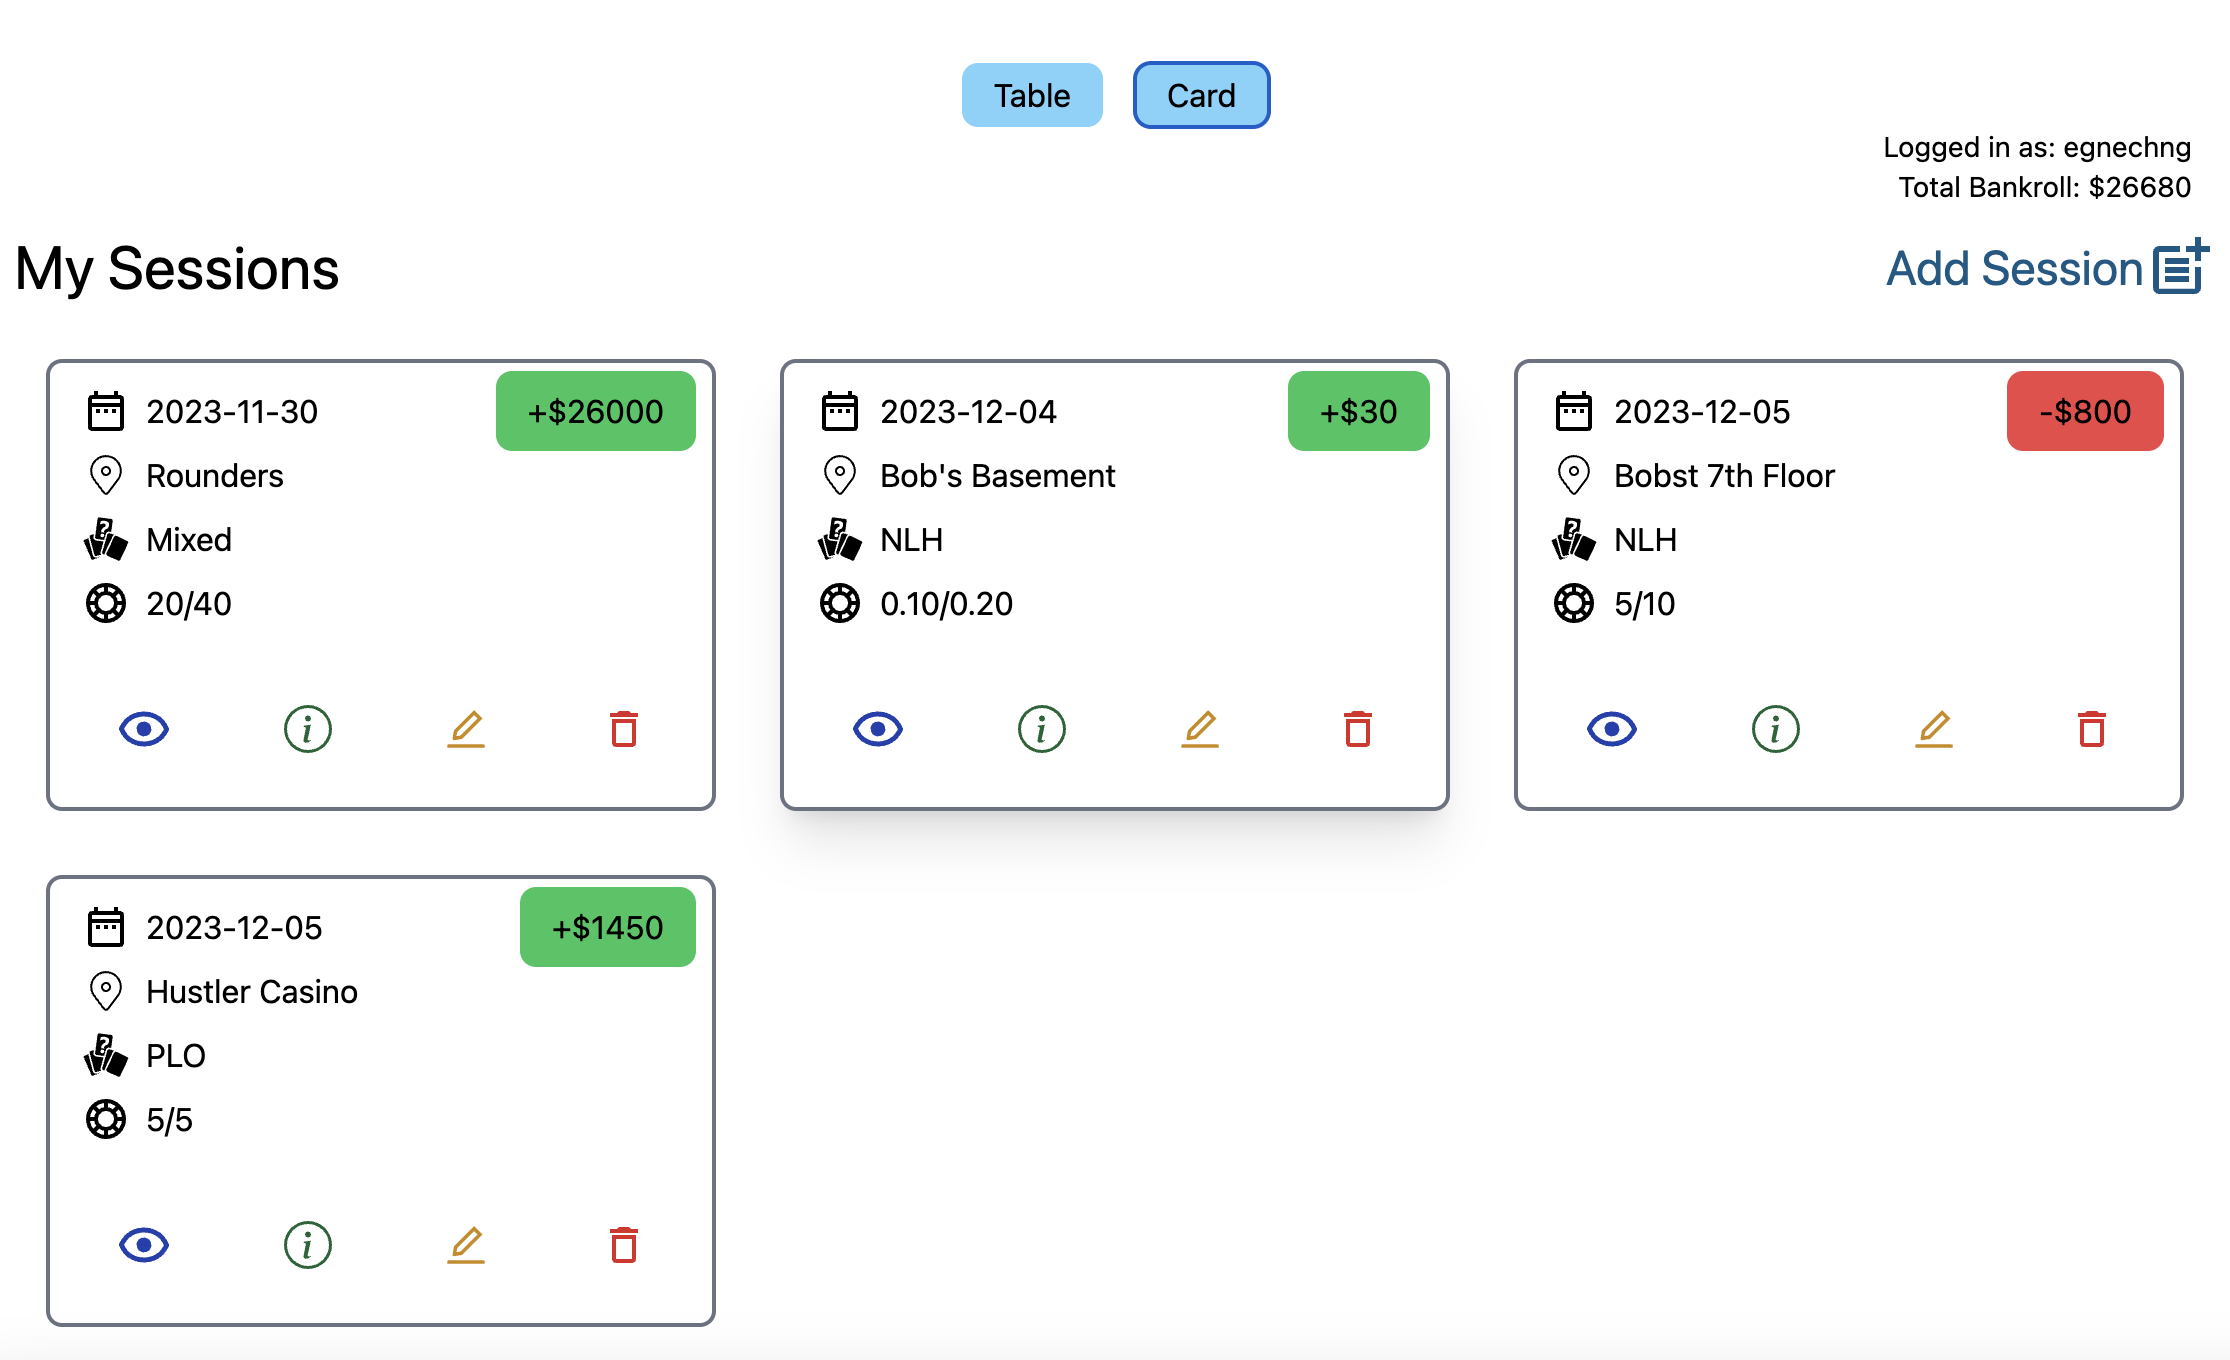 Table
Card
Logged in as: egnechng
Total Bankroll: $26680
My Sessions
Add Session
2023-11-30
+$26000
Rounders
Mixed
20/40
2023-12-04
+$30
Bob's Basement
NLH
0.10/0.20
2023-12-05
-$800
Bobst 7th Floor
NLH
5/10
2023-12-05
+$1450
Hustler Casino
PLO
5/5